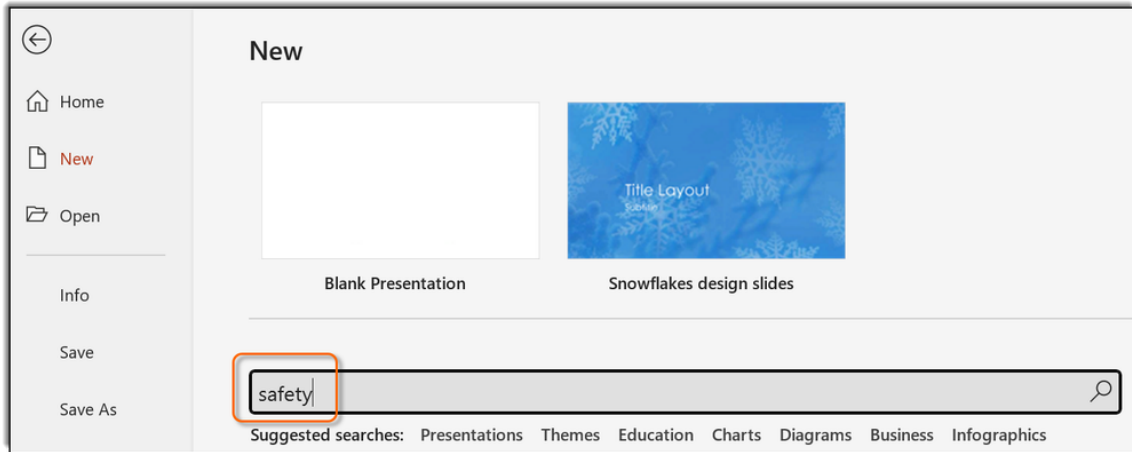 New
Home
New
Open
Info
Save
Save As
Title Layout
Subtitle
Blank Presentation
Snowflakes design slides
safety
Suggested searches: Presentations Themes Education Charts Diagrams Business Infographics